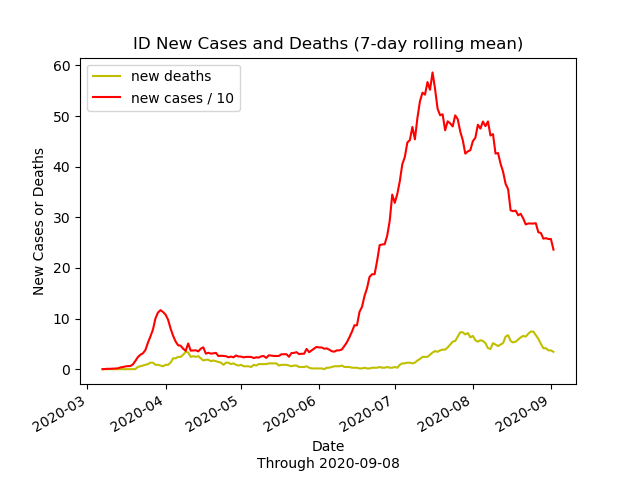 ID New Cases and Deaths (7-day rolling mean)
new deaths
new cases / 10
60
50
40
30
20
10
0
New Cases or Deaths
2020-03
2020-04
2020-05
2020-06
2020-07
2020-08
2020-09
Date
Through 2020-09-08